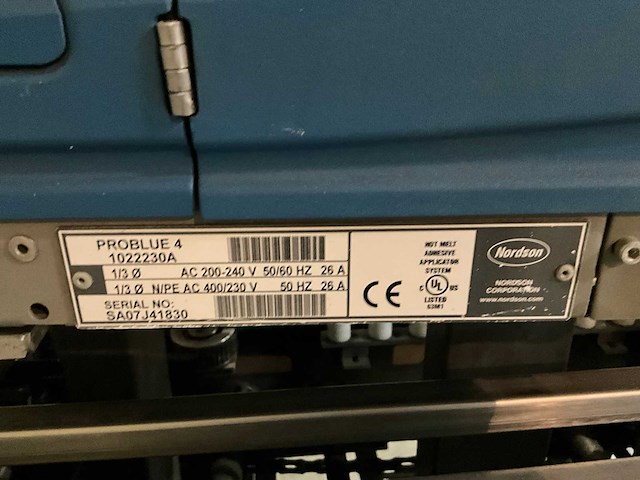 PROBLUE 4
1022230A
1/3 Ø AC 200-240 V 50/60 HZ 26 A
1/3 Ø N/PE AC 400/230 V 50 HZ 26 A
SERIAL NO:
SA07J41830
CE
HOT MELT
ADHESIVE
APPLICATION
SYSTEM
C UL US
LISTED
63M1
Nordson
NORDSON
CORPORATION
www.nordson.com